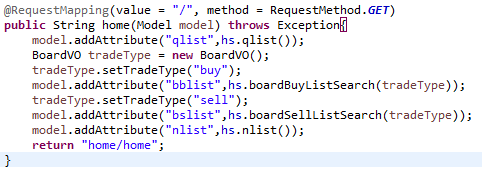 @RequestMapping(value = "/", method = RequestMethod.GET)
public String home(Model model) throws Exception{
    model.addAttribute("qlist",hs.qlist());
    BoardVO tradeType = new BoardVO();
    tradeType.setTradeType("buy");
    model.addAttribute("bblist",hs.boardBuyListSearch(tradeType));
    tradeType.setTradeType("sell");
    model.addAttribute("bslist",hs.boardSellListSearch(tradeType));
    model.addAttribute("nlist",hs.nlist());
    return "home/home";
}